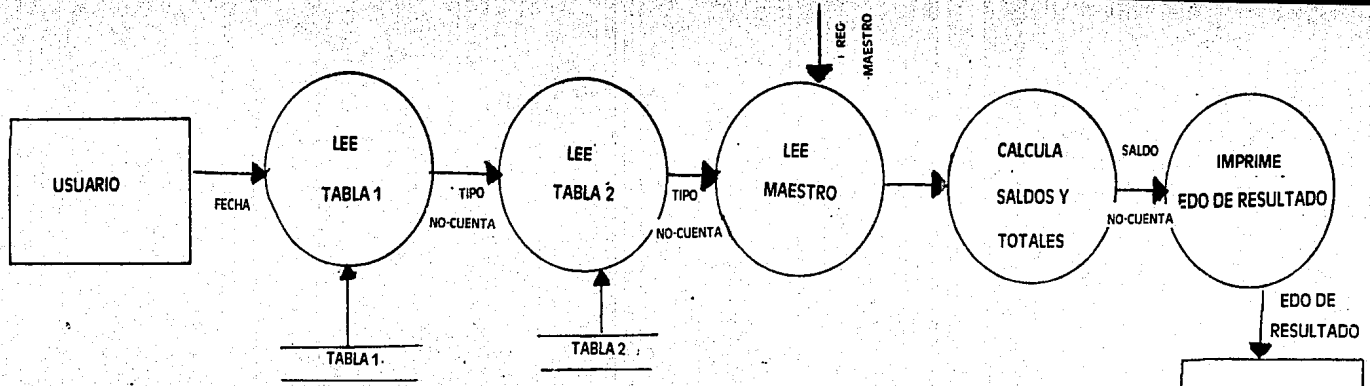 USUARIO
FECHA
LEE
TABLA 1
TABLA 1
TIPO
NO-CUENTA
LEE
TABLA 2
TABLA 2
TIPO
NO-CUENTA
REG
MAESTRO
LEE
MAESTRO
CALCULA
SALDOS Y
TOTALES
SALDO
NO-CUENTA
IMPRIME
EDO DE RESULTADO
EDO DE
RESULTADO